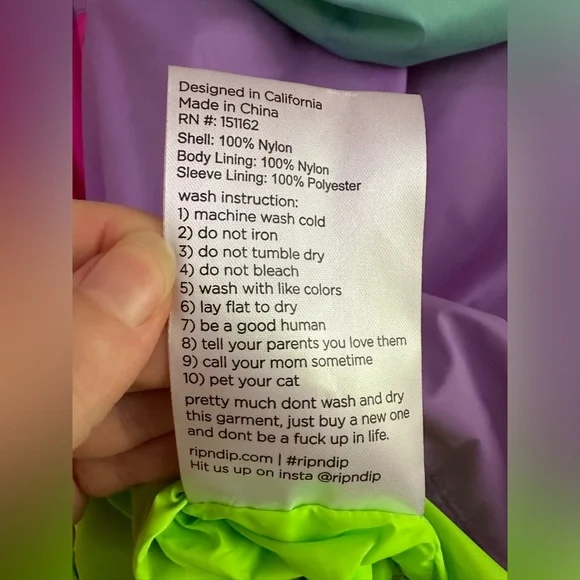 Designed in California
Made in China
RN #: 151162
Shell: 100% Nylon
Body Lining: 100% Nylon
Sleeve Lining: 100% Polyester
wash instruction:
1) machine wash cold
2) do not iron
3) do not tumble dry
4) do not bleach
5) wash with like colors
6) lay flat to dry
7) be a good human
8) tell your parents you love them
9) call your mom sometime
10) pet your cat
pretty much dont wash and dry
this garment, just buy a new one
and dont be a fuck up in life.
ripndip.com | #ripndip
Hit us up on insta @ripndip